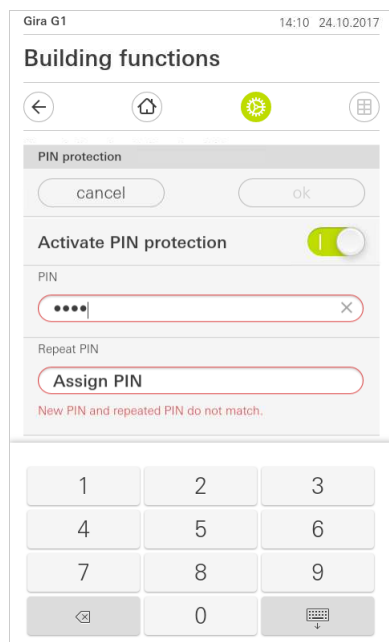 Gira G1 14:10 24.10.2017
Building functions
PIN protection
cancel ok
Activate PIN protection
PIN
••••
Repeat PIN
Assign PIN
New PIN and repeated PIN do not match.
1 2 3
4 5 6
7 8 9
0